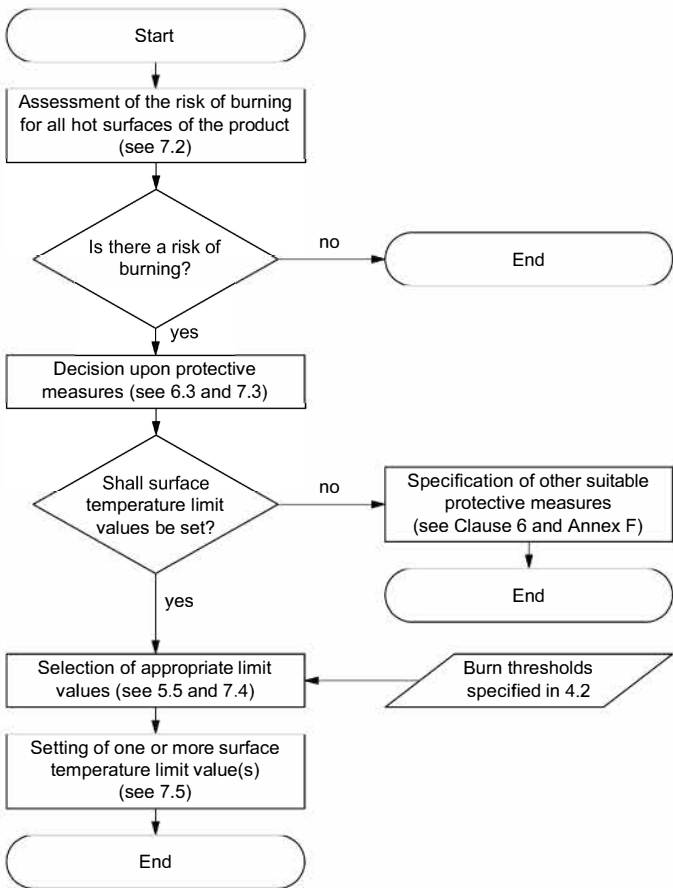 Start
Assessment of the risk of burning
for all hot surfaces of the product
(see 7.2)
Is there a risk of
burning?
no
End
yes
Decision upon protective
measures (see 6.3 and 7.3)
Shall surface
temperature limit
values be set?
no
Specification of other suitable
protective measures
(see Clause 6 and Annex F)
End
yes
Selection of appropriate limit
values (see 5.5 and 7.4)
Burn thresholds
specified in 4.2
Setting of one or more surface
temperature limit value(s)
(see 7.5)
End